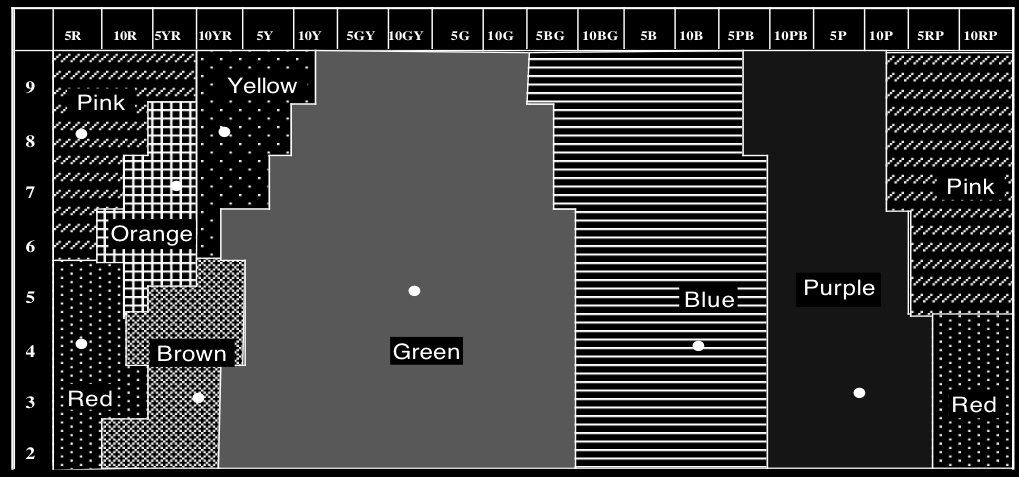 5R 10R 5YR 10YR 5Y 10Y 5GY 10GY 5G 10G 5BG 10BG 5B 10B 5PB 10PB 5P 10P 5RP 10RP
9
Yellow
Pink
8
7
Pink
6
Orange
5
Purple
Blue
4
Brown
Green
3
Red
Red
2